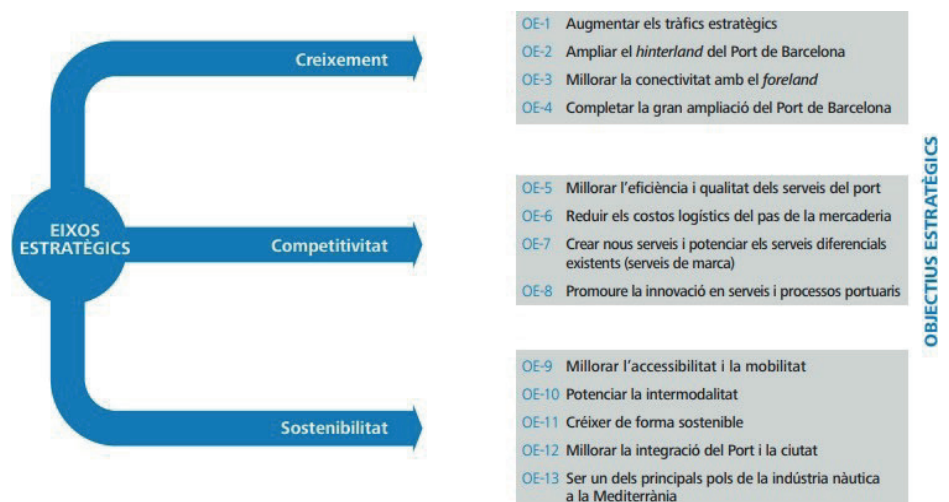 EIXOS
ESTRATÈGICS
Creixement
OE-1 Augmentar els tràfics estratègics
OE-2 Ampliar el hinterland del Port de Barcelona
OE-3 Millorar la conectivitat amb el foreland
OE-4 Completar la gran ampliació del Port de Barcelona
Competitivitat
OE-5 Millorar l'eficiència i qualitat dels serveis del port
OE-6 Reduir els costos logístics del pas de la mercaderia
OE-7 Crear nous serveis i potenciar els serveis diferencials
existents (serveis de marca)
OE-8 Promoure la innovació en serveis i processos portuaris
Sostenibilitat
OE-9 Millorar l'accessibilitat i la mobilitat
OE-10 Potenciar la intermodalitat
OE-11 Créixer de forma sostenible
OE-12 Millorar la integració del Port i la ciutat
OE-13 Ser un dels principals pols de la indústria nàutica
a la Mediterrània
OBJECTIUS ESTRATÈGICS